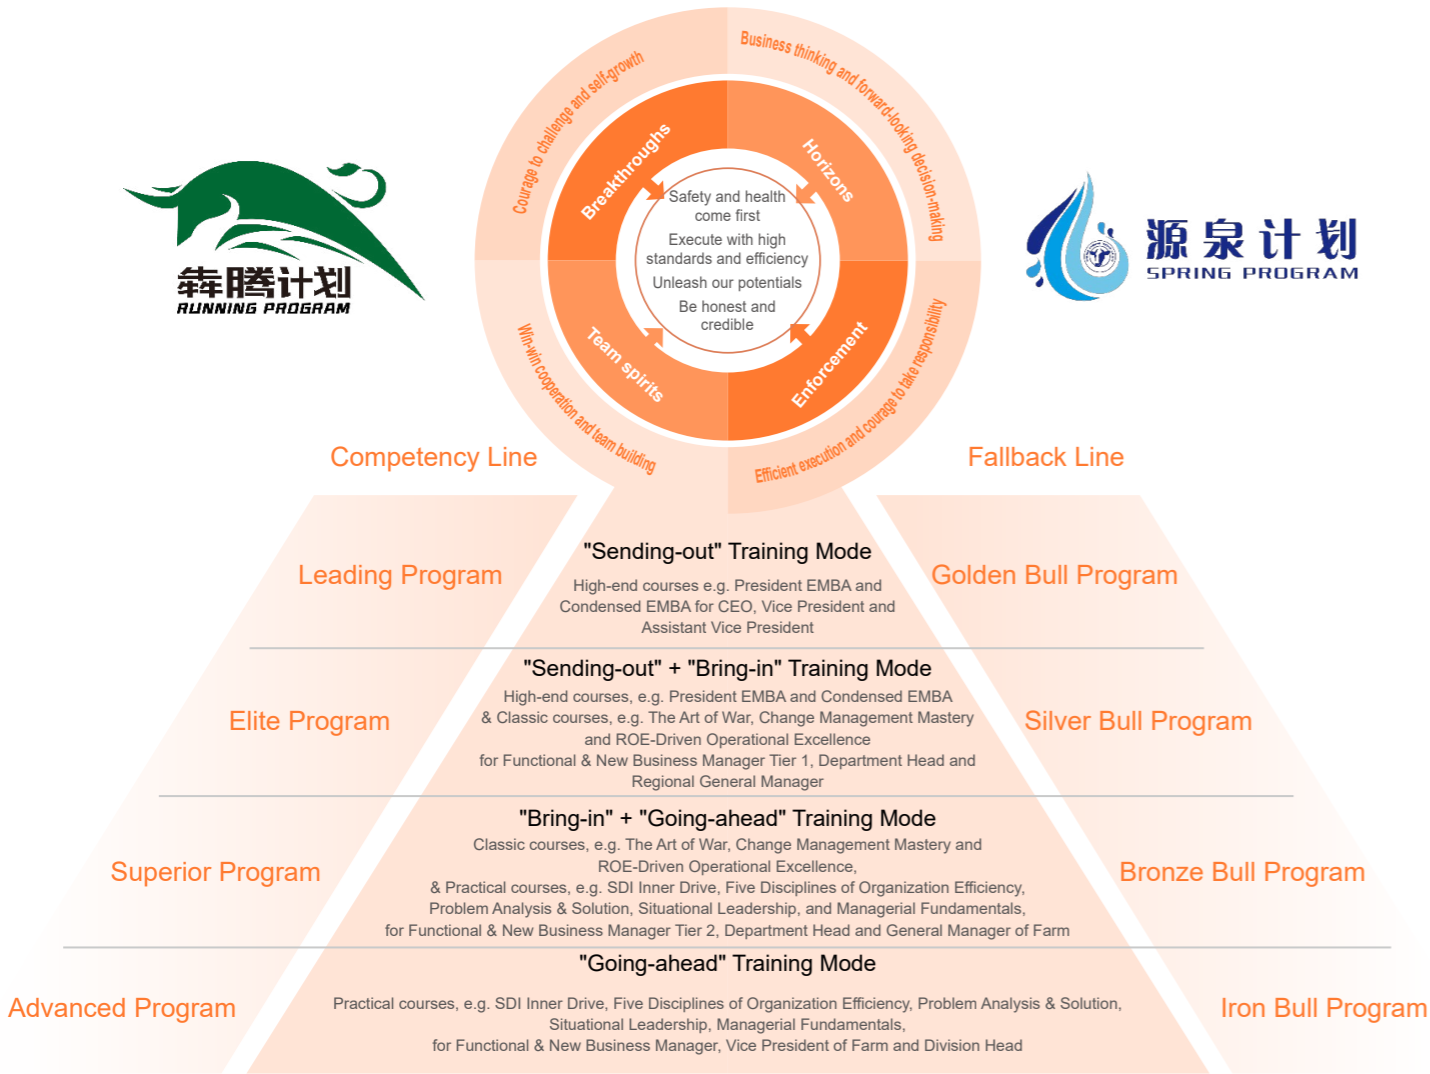 Courage to challenge and self-growth
Business thinking and forward-looking decision-making
Breakthroughs
Horizons
Safety and health
come first
Execute with high
standards and efficiency
Unleash our potentials
Be honest and
credible
犇腾计划
RUNNING PROGRAM
源泉计划
SPRING PROGRAM
Team spirits
Enforcement
Win-win cooperation and team building
Efficient execution and courage to take responsibility
Competency Line
Fallback Line
"Sending-out" Training Mode
Leading Program
High-end courses e.g. President EMBA and
Condensed EMBA for CEO, Vice President and
Assistant Vice President
Golden Bull Program
"Sending-out" + "Bring-in" Training Mode
Elite Program
High-end courses, e.g. President EMBA and Condensed EMBA
& Classic courses, e.g. The Art of War, Change Management Mastery
and ROE-Driven Operational Excellence
for Functional & New Business Manager Tier 1, Department Head and
Regional General Manager
Silver Bull Program
"Bring-in" + "Going-ahead" Training Mode
Superior Program
Classic courses, e.g. The Art of War, Change Management Mastery and
ROE-Driven Operational Excellence,
& Practical courses, e.g. SDI Inner Drive, Five Disciplines of Organization Efficiency,
Problem Analysis & Solution, Situational Leadership, and Managerial Fundamentals,
for Functional & New Business Manager Tier 2, Department Head and General Manager of Farm
Bronze Bull Program
"Going-ahead" Training Mode
Advanced Program
Practical courses, e.g. SDI Inner Drive, Five Disciplines of Organization Efficiency, Problem Analysis & Solution,
Situational Leadership, Managerial Fundamentals,
for Functional & New Business Manager, Vice President of Farm and Division Head
Iron Bull Program